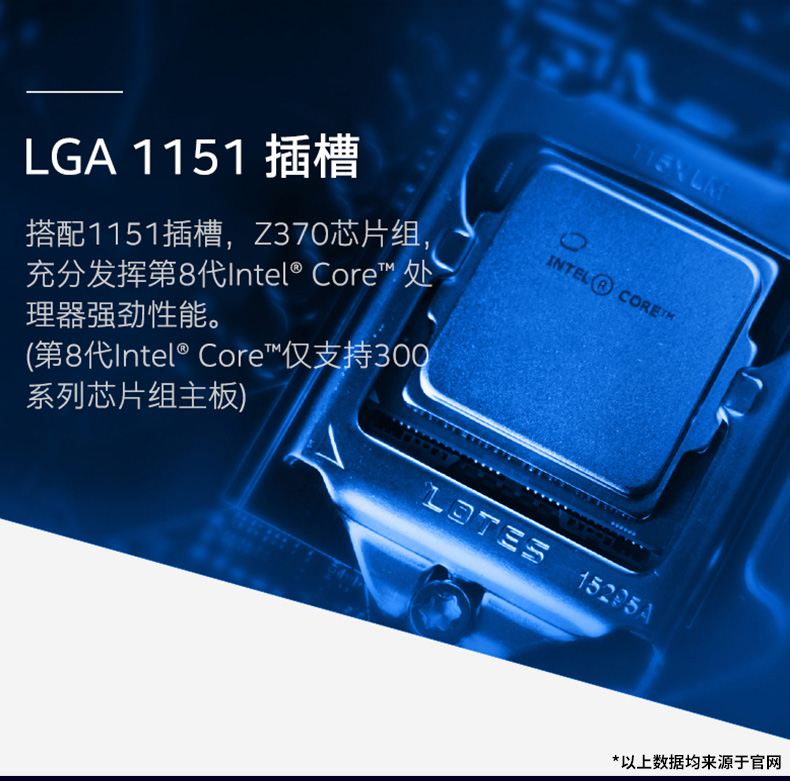 LGA 1151 插槽
搭配1151插槽，Z370芯片组，
充分发挥第8代Intel® Core™ 处
理器强劲性能。
(第8代Intel® Core™仅支持300
系列芯片组主板)
115XLM
INTEL® CORE™
LOTES
15295A
*以上数据均来源于官网